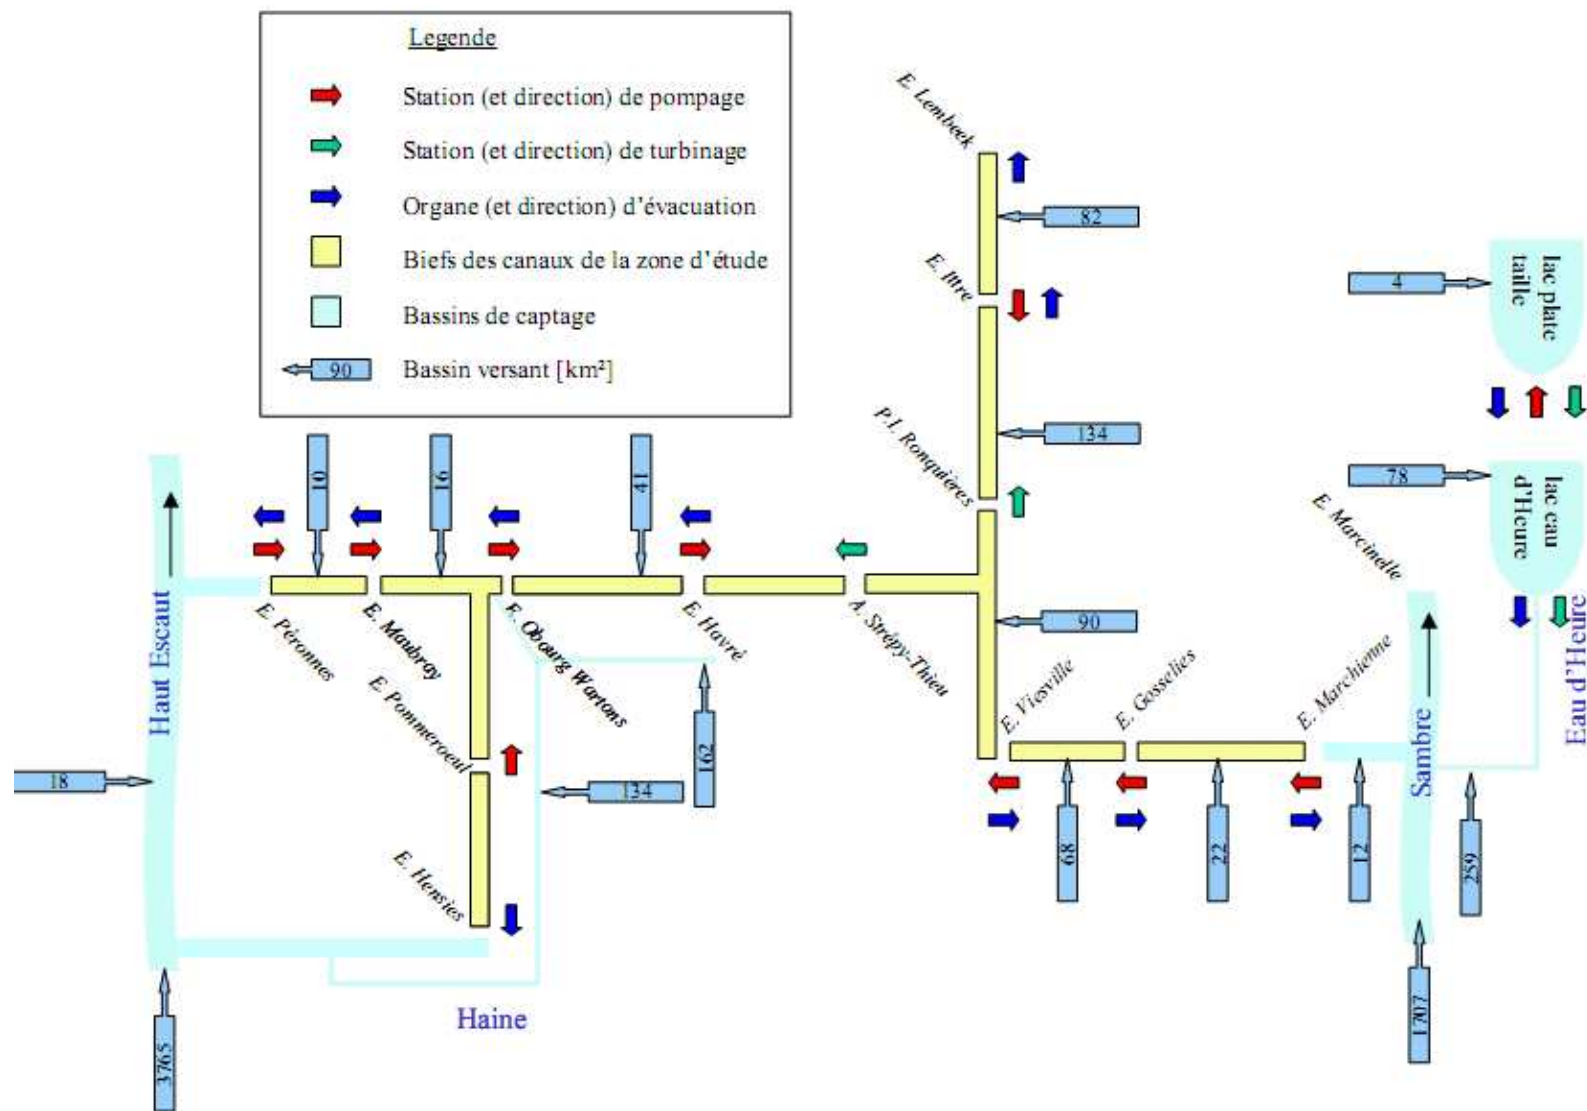 Legende
Station (et direction) de pompage
Station (et direction) de turbinage
Organe (et direction) d'évacuation
Biefs des canaux de la zone d'étude
Bassins de captage
90
Bassin versant [km²]
E. Lembeek
82
E. Ittre
4
lac plate
taille
134
P.I. Ronquières
78
lac eau
d'Heure
E. Marcinelle
10
16
41
Haut Escaut
E. Péronnes
E. Maubray
E. Obourg Wartons
E. Havré
A. Strépy-Thieu
90
E. Pommeroeul
E. Viesville
E. Gosselies
E. Marchienne
Sambre
Eau d'Heure
18
134
162
68
22
12
259
E. Hensies
Haine
3765
1707